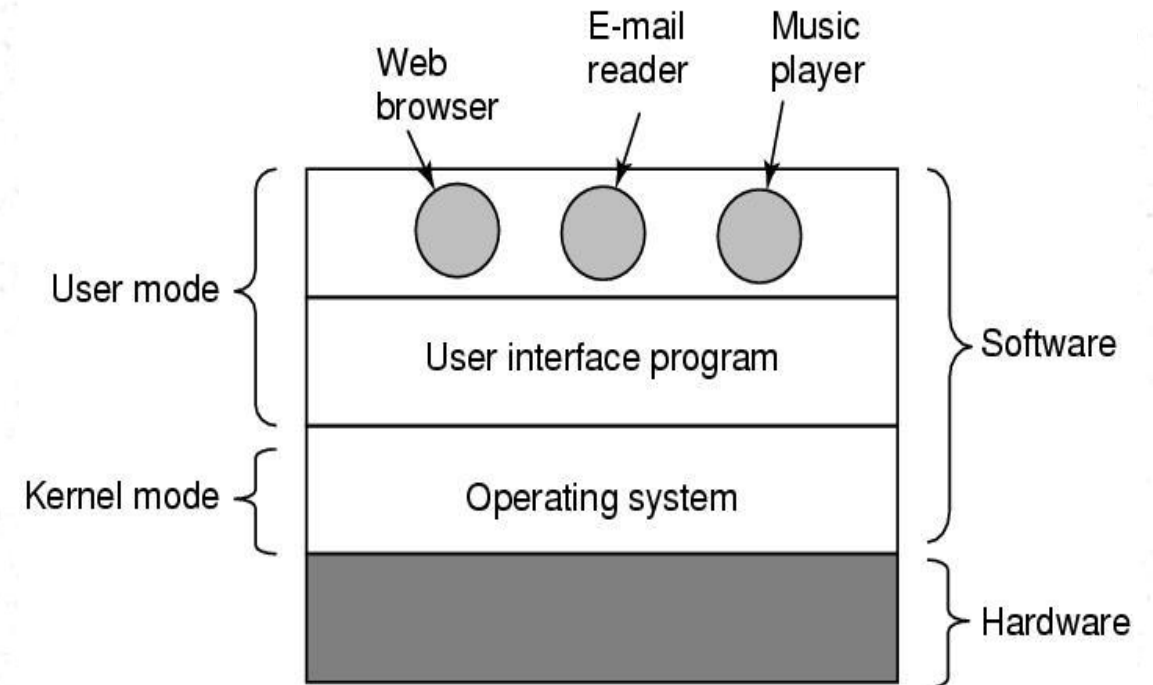 E-mail
reader
Music
player
Web
browser
User mode
User interface program
Software
Kernel mode
Operating system
Hardware